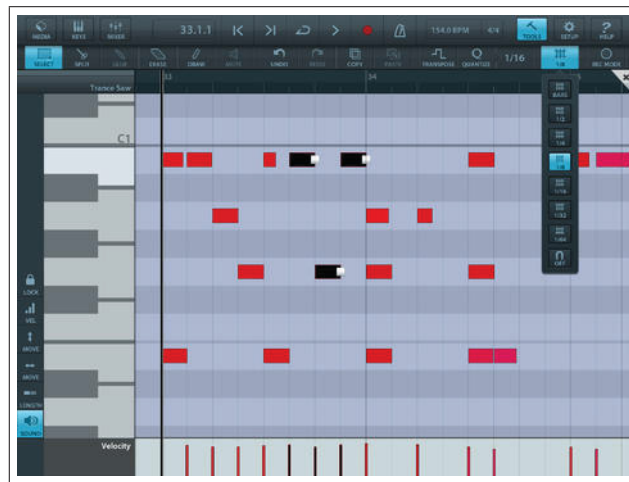 MEDIA
KEYS
MIXER
33.1.1
134.0 BPM
4/4
TOOLS
SETUP
HELP
SELECT
SPLIT
GLUE
ERASE
DRAW
MUTE
UNDO
REDO
COPY
PASTE
TRANSPOSE
QUANTIZE
1/16
1/8
REC MODE
Trance Saw
33
34
C1
BARS
1/2
1/4
1/8
1/16
1/32
1/64
OFF
LOCK
VEL
MOVE
MOVE
LENGTH
SOUND
Velocity